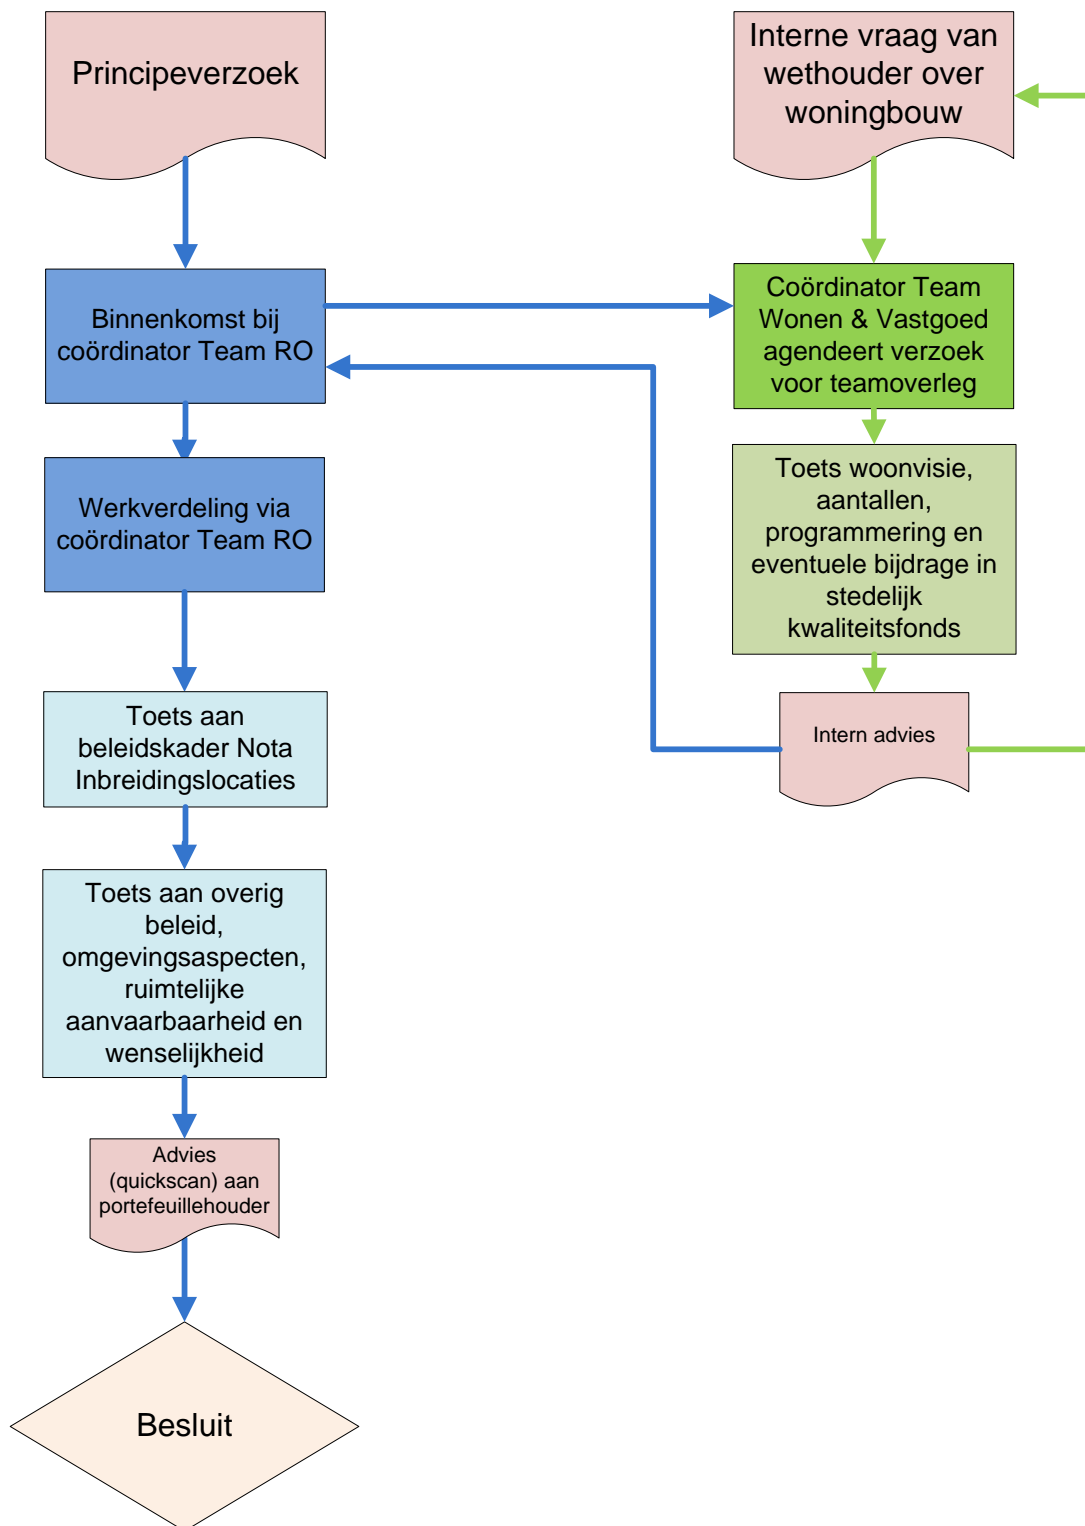 Principeverzoek
Binnenkomst bij
coördinator Team RO
Werkverdeling via
coördinator Team RO
Toets aan
beleidskader Nota
Inbreidingslocaties
Toets aan overig
beleid,
omgevingsaspecten,
ruimtelijke
aanvaarbaarheid en
wenselijkheid
Advies
(quickscan) aan
portefeuillehouder
Besluit
Interne vraag van
wethouder over
woningbouw
Coördinator Team
Wonen & Vastgoed
agendeert verzoek
voor teamoverleg
Toets woonvisie,
aantallen,
programmering en
eventuele bijdrage in
stedelijk
kwaliteitsfonds
Intern advies